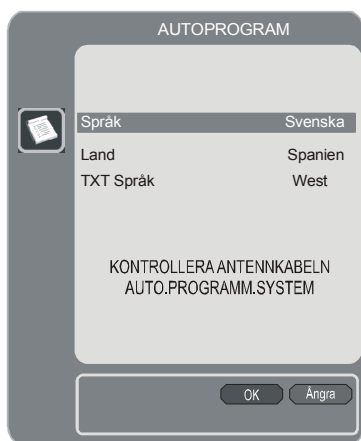 AUTOPROGRAM
Språk Svenska
Land Spanien
TXT Språk West
KONTROLLERA ANTENNKABELN
AUTO.PROGRAMM.SYSTEM
OK Ångra